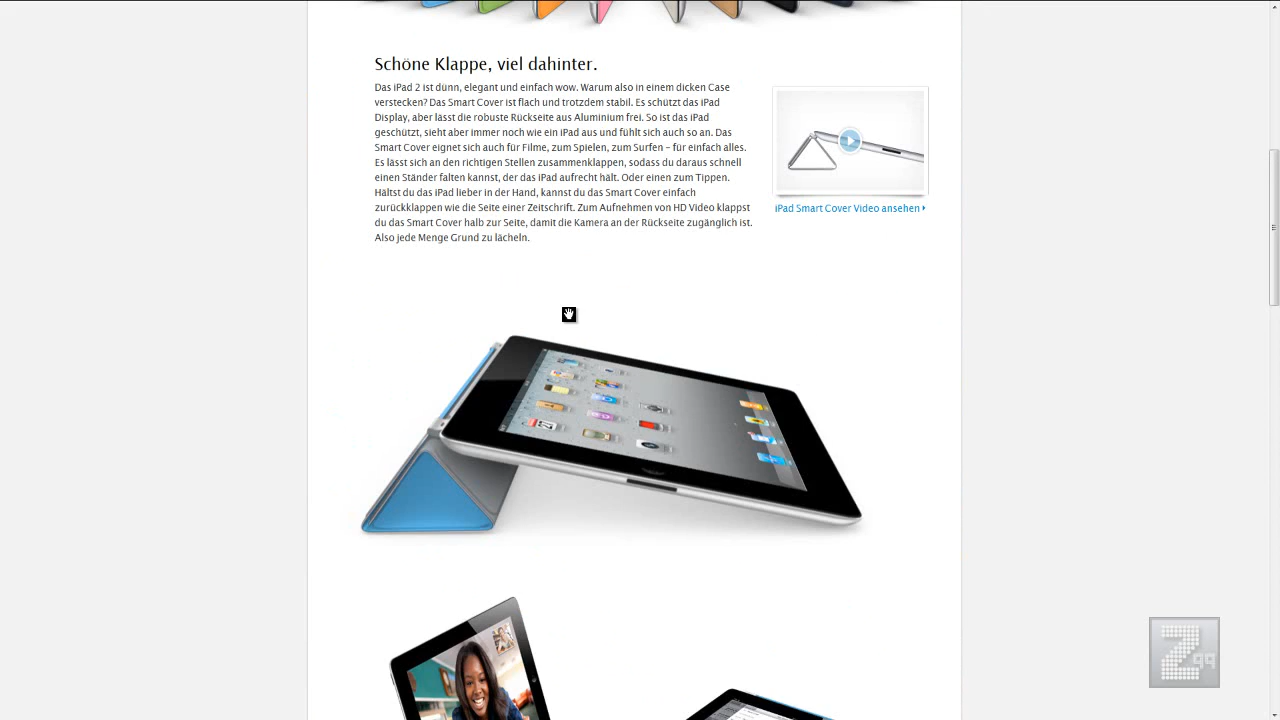 Schöne Klappe, viel dahinter.
Das iPad 2 ist dünn, elegant und einfach wow. Warum also in einem dicken Case
verstecken? Das Smart Cover ist flach und trotzdem stabil. Es schützt das iPad
Display, aber lässt die robuste Rückseite aus Aluminium frei. So ist das iPad
geschützt, sieht aber immer noch wie ein iPad aus und fühlt sich auch so an. Das
Smart Cover eignet sich auch für Filme, zum Spielen, zum Surfen – für einfach alles.
Es lässt sich an den richtigen Stellen zusammenklappen, sodass du daraus schnell
einen Ständer falten kannst, der das iPad aufrecht hält. Oder einen zum Tippen.
Hältst du das iPad lieber in der Hand, kannst du das Smart Cover einfach
zurückklappen wie die Seite einer Zeitschrift. Zum Aufnehmen von HD Video klappst
du das Smart Cover halb zur Seite, damit die Kamera an der Rückseite zugänglich ist.
Also jede Menge Grund zu lächeln.
iPad Smart Cover Video ansehen
Z99